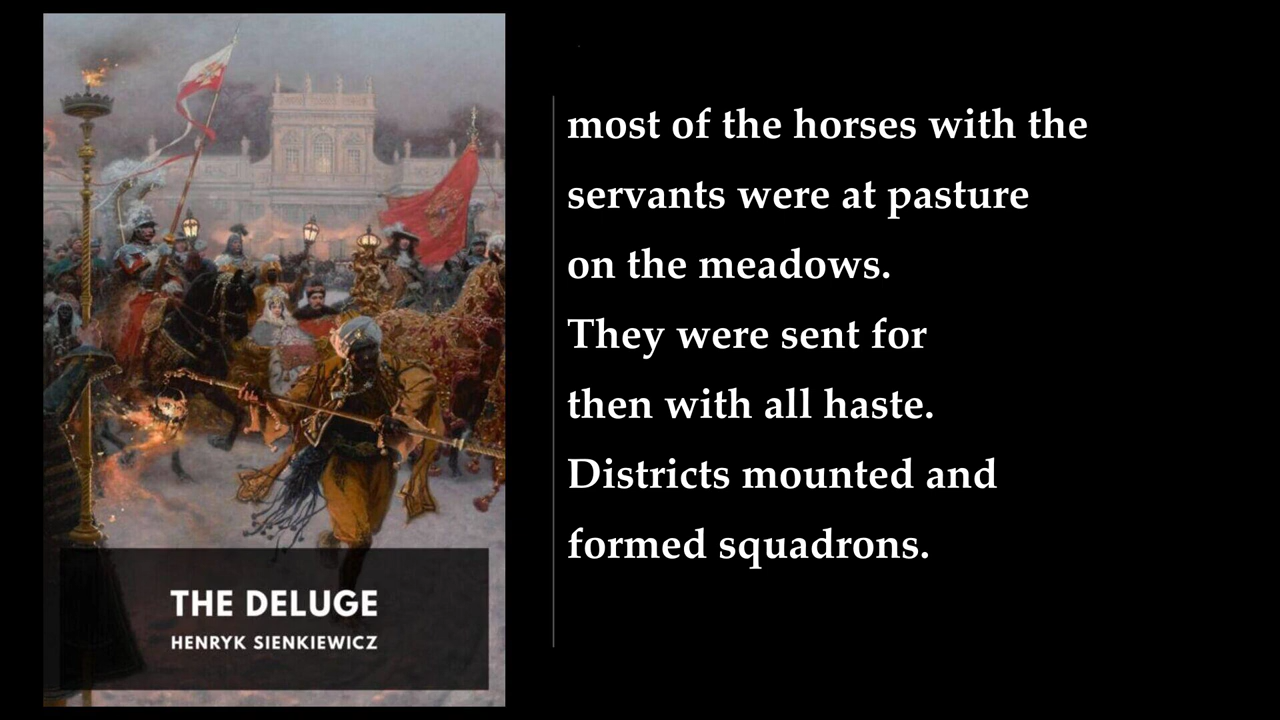 most of the horses with the
servants were at pasture
on the meadows.
They were sent for
then with all haste.
Districts mounted and
formed squadrons.
THE DELUGE
HENRYK SIENKIEWICZ